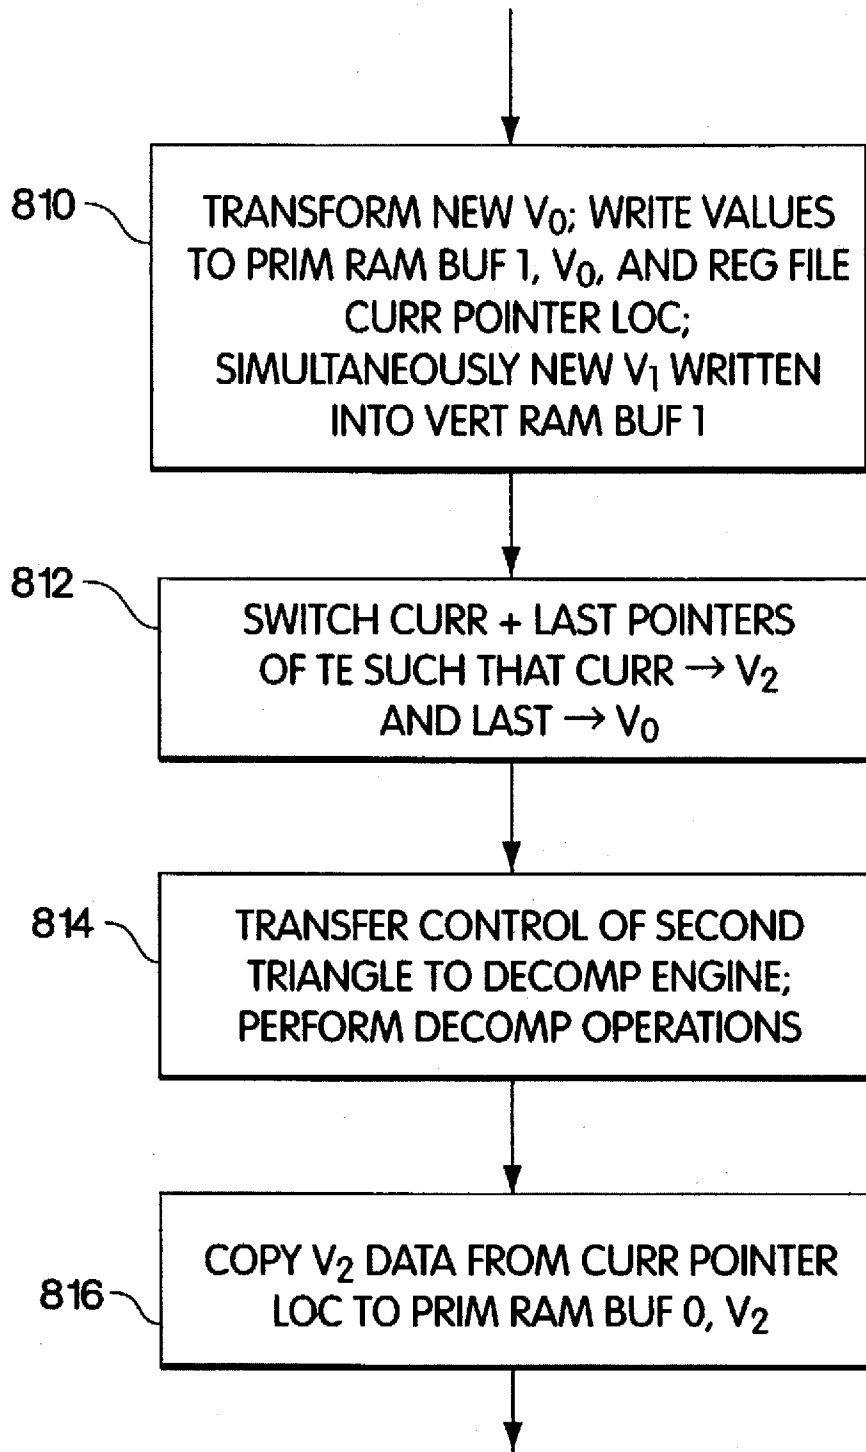 810
TRANSFORM NEW V0; WRITE VALUES
TO PRIM RAM BUF 1, V0, AND REG FILE
CURR POINTER LOC;
SIMULTANEOUSLY NEW V1 WRITTEN
INTO VERT RAM BUF 1
812
SWITCH CURR + LAST POINTERS
OF TE SUCH THAT CURR → V2
AND LAST → V0
814
TRANSFER CONTROL OF SECOND
TRIANGLE TO DECOMP ENGINE;
PERFORM DECOMP OPERATIONS
816
COPY V2 DATA FROM CURR POINTER
LOC TO PRIM RAM BUF 0, V2